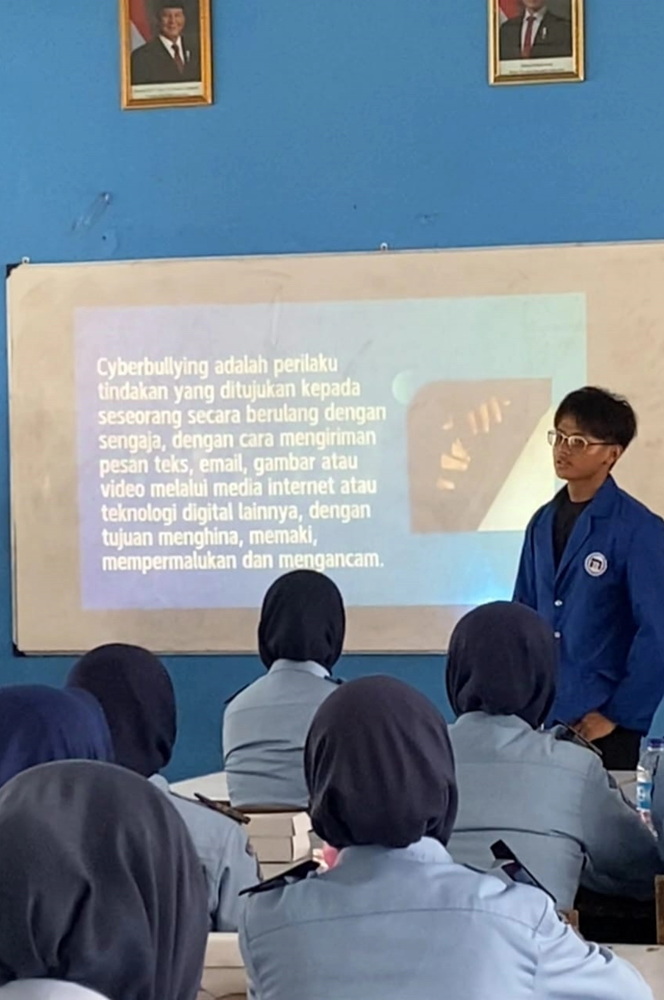 Cyberbullying adalah perilaku
tindakan yang ditujukan kepada
seseorang secara berulang dengan
sengaja, dengan cara mengiriman
pesan teks, email, gambar atau
video melalui media internet atau
teknologi digital lainnya, dengan
tujuan menghina, memaki,
mempermalukan dan mengancam.